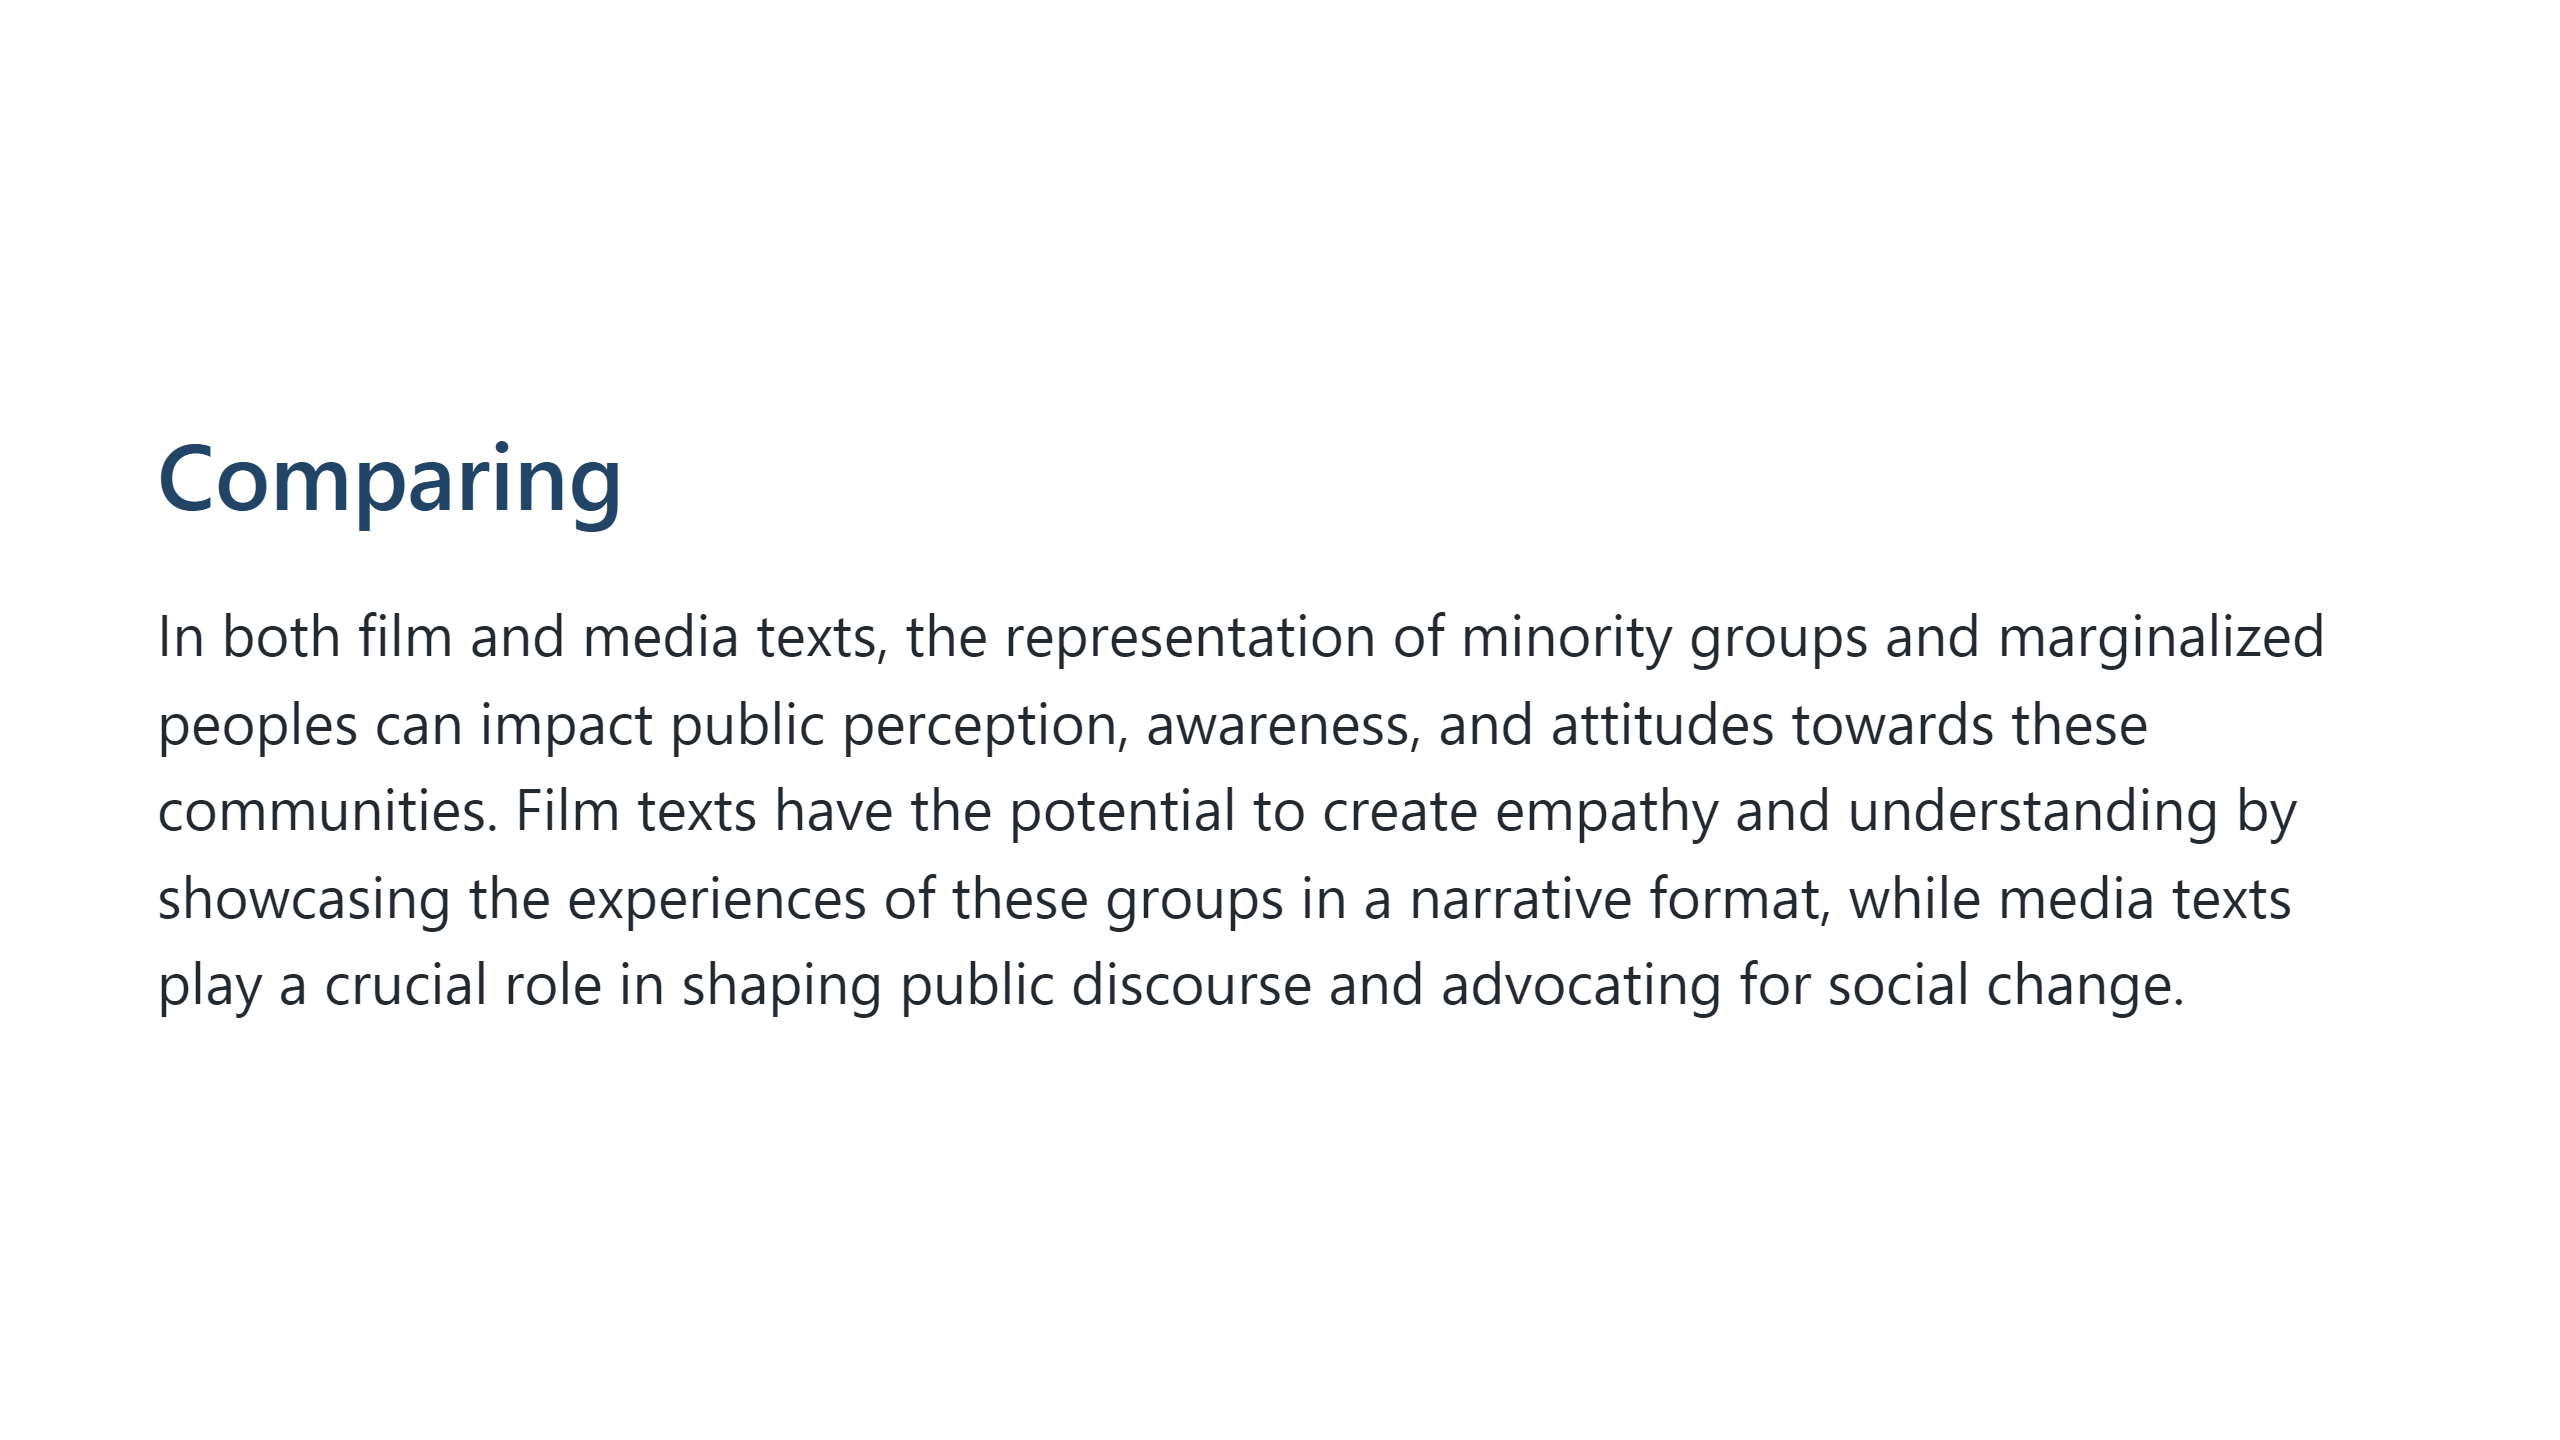 Comparing
In both film and media texts, the representation of minority groups and marginalized
peoples can impact public perception, awareness, and attitudes towards these
communities. Film texts have the potential to create empathy and understanding by
showcasing the experiences of these groups in a narrative format, while media texts
play a crucial role in shaping public discourse and advocating for social change.